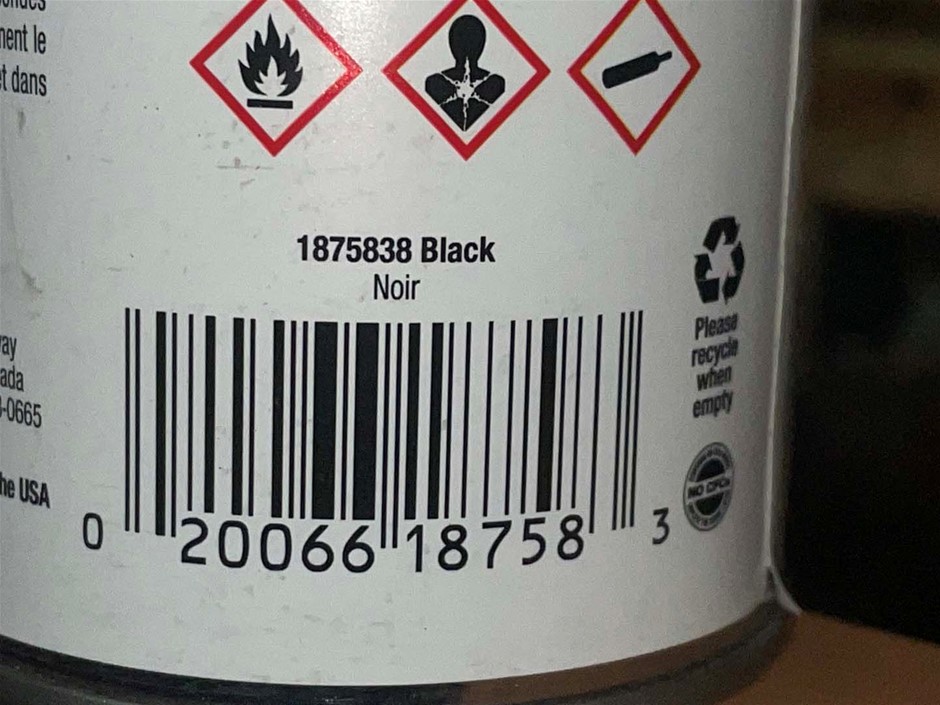 ment le
et dans
1875838 Black
Noir
Please
recycle
when
empty
ada
-0665
he USA
NO CFCs
0 20066 18758 3